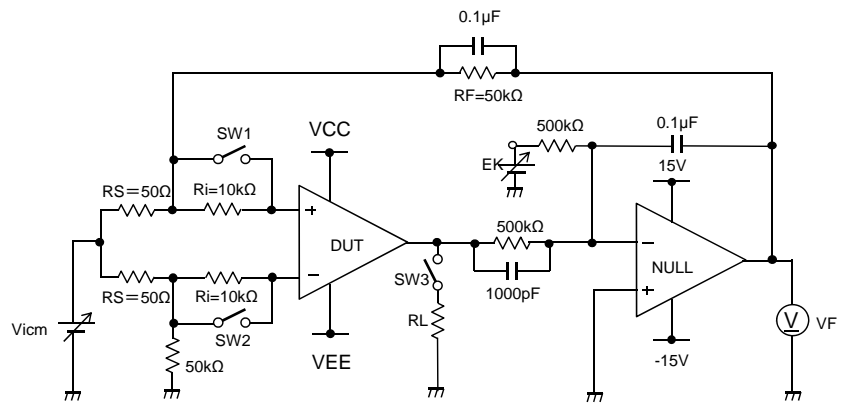 0.1μF
RF=50kΩ
500kΩ
0.1μF
SW1
VCC
EK
15V
RS=50Ω
Ri=10kΩ
+
DUT
500kΩ
−
NULL
RS=50Ω
Ri=10kΩ
−
SW3
1000pF
+
Vicm
SW2
RL
V
VF
50kΩ
VEE
-15V